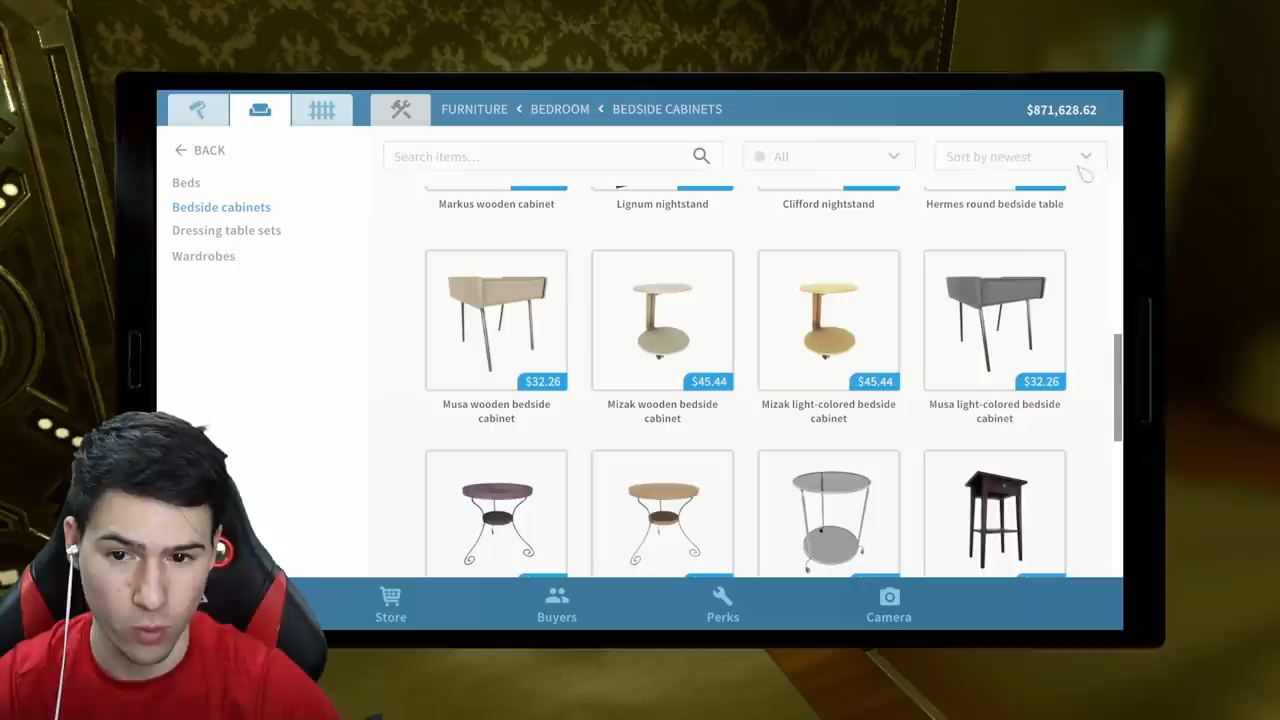 FURNITURE < BEDROOM < BEDSIDE CABINETS
$871,628.62
BACK
Search items...
All
Sort by newest
Beds
Bedside cabinets
Dressing table sets
Wardrobes
Markus wooden cabinet
Lignum nightstand
Clifford nightstand
Hermes round bedside table
$32.26
$45.44
$45.44
$32.26
Musa wooden bedside
cabinet
Mizak wooden bedside
cabinet
Mizak light-colored bedside
cabinet
Musa light-colored bedside
cabinet
Store
Buyers
Perks
Camera